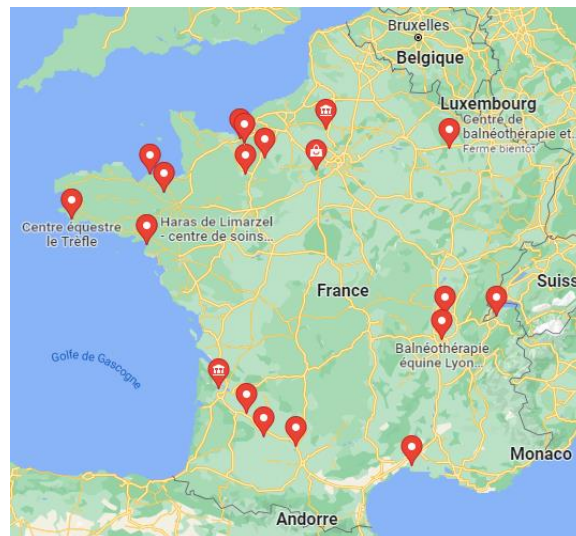 Bruxelles
Belgique
Luxembourg
Centre de
balnéothérapie et...
Ferme bientôt
Centre équestre
le Trèfle
Haras de Limarzel
- centre de soins...
France
Suiss
Balnéothérapie
équine Lyon...
Golfe de Gascogne
Monaco
Andorre